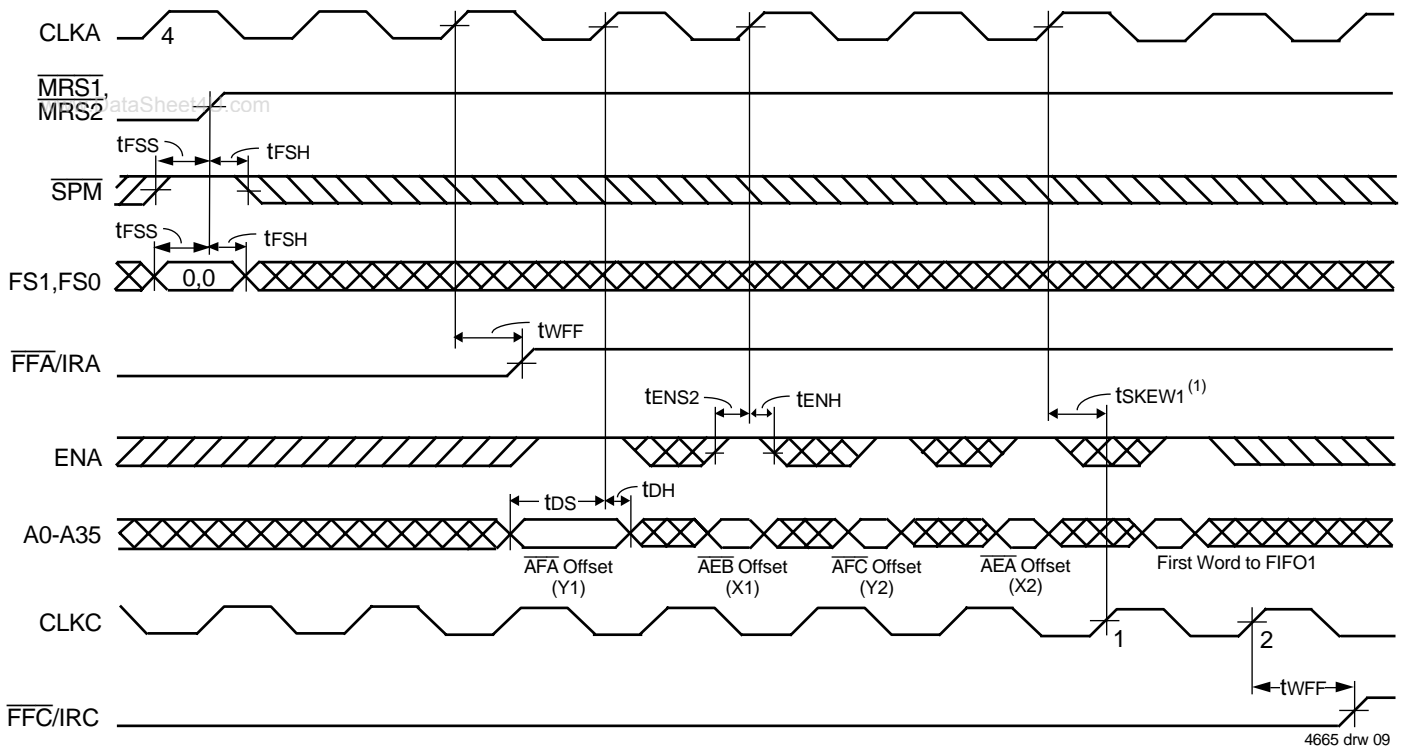 CLKA
4
MRS1,
MRS2
DataSheet4U.com
tFSS
tFSH
SPM
tFSS
tFSH
FS1,FS0
0,0
tWFF
FFA/IRA
tENS2
tENH
tSKEW1(1)
ENA
tDS
tDH
A0-A35
AFA Offset
(Y1)
AEB Offset
(X1)
AFC Offset
(Y2)
AEA Offset
(X2)
First Word to FIFO1
CLKC
1
2
tWFF
FFC/IRC
4665 drw 09